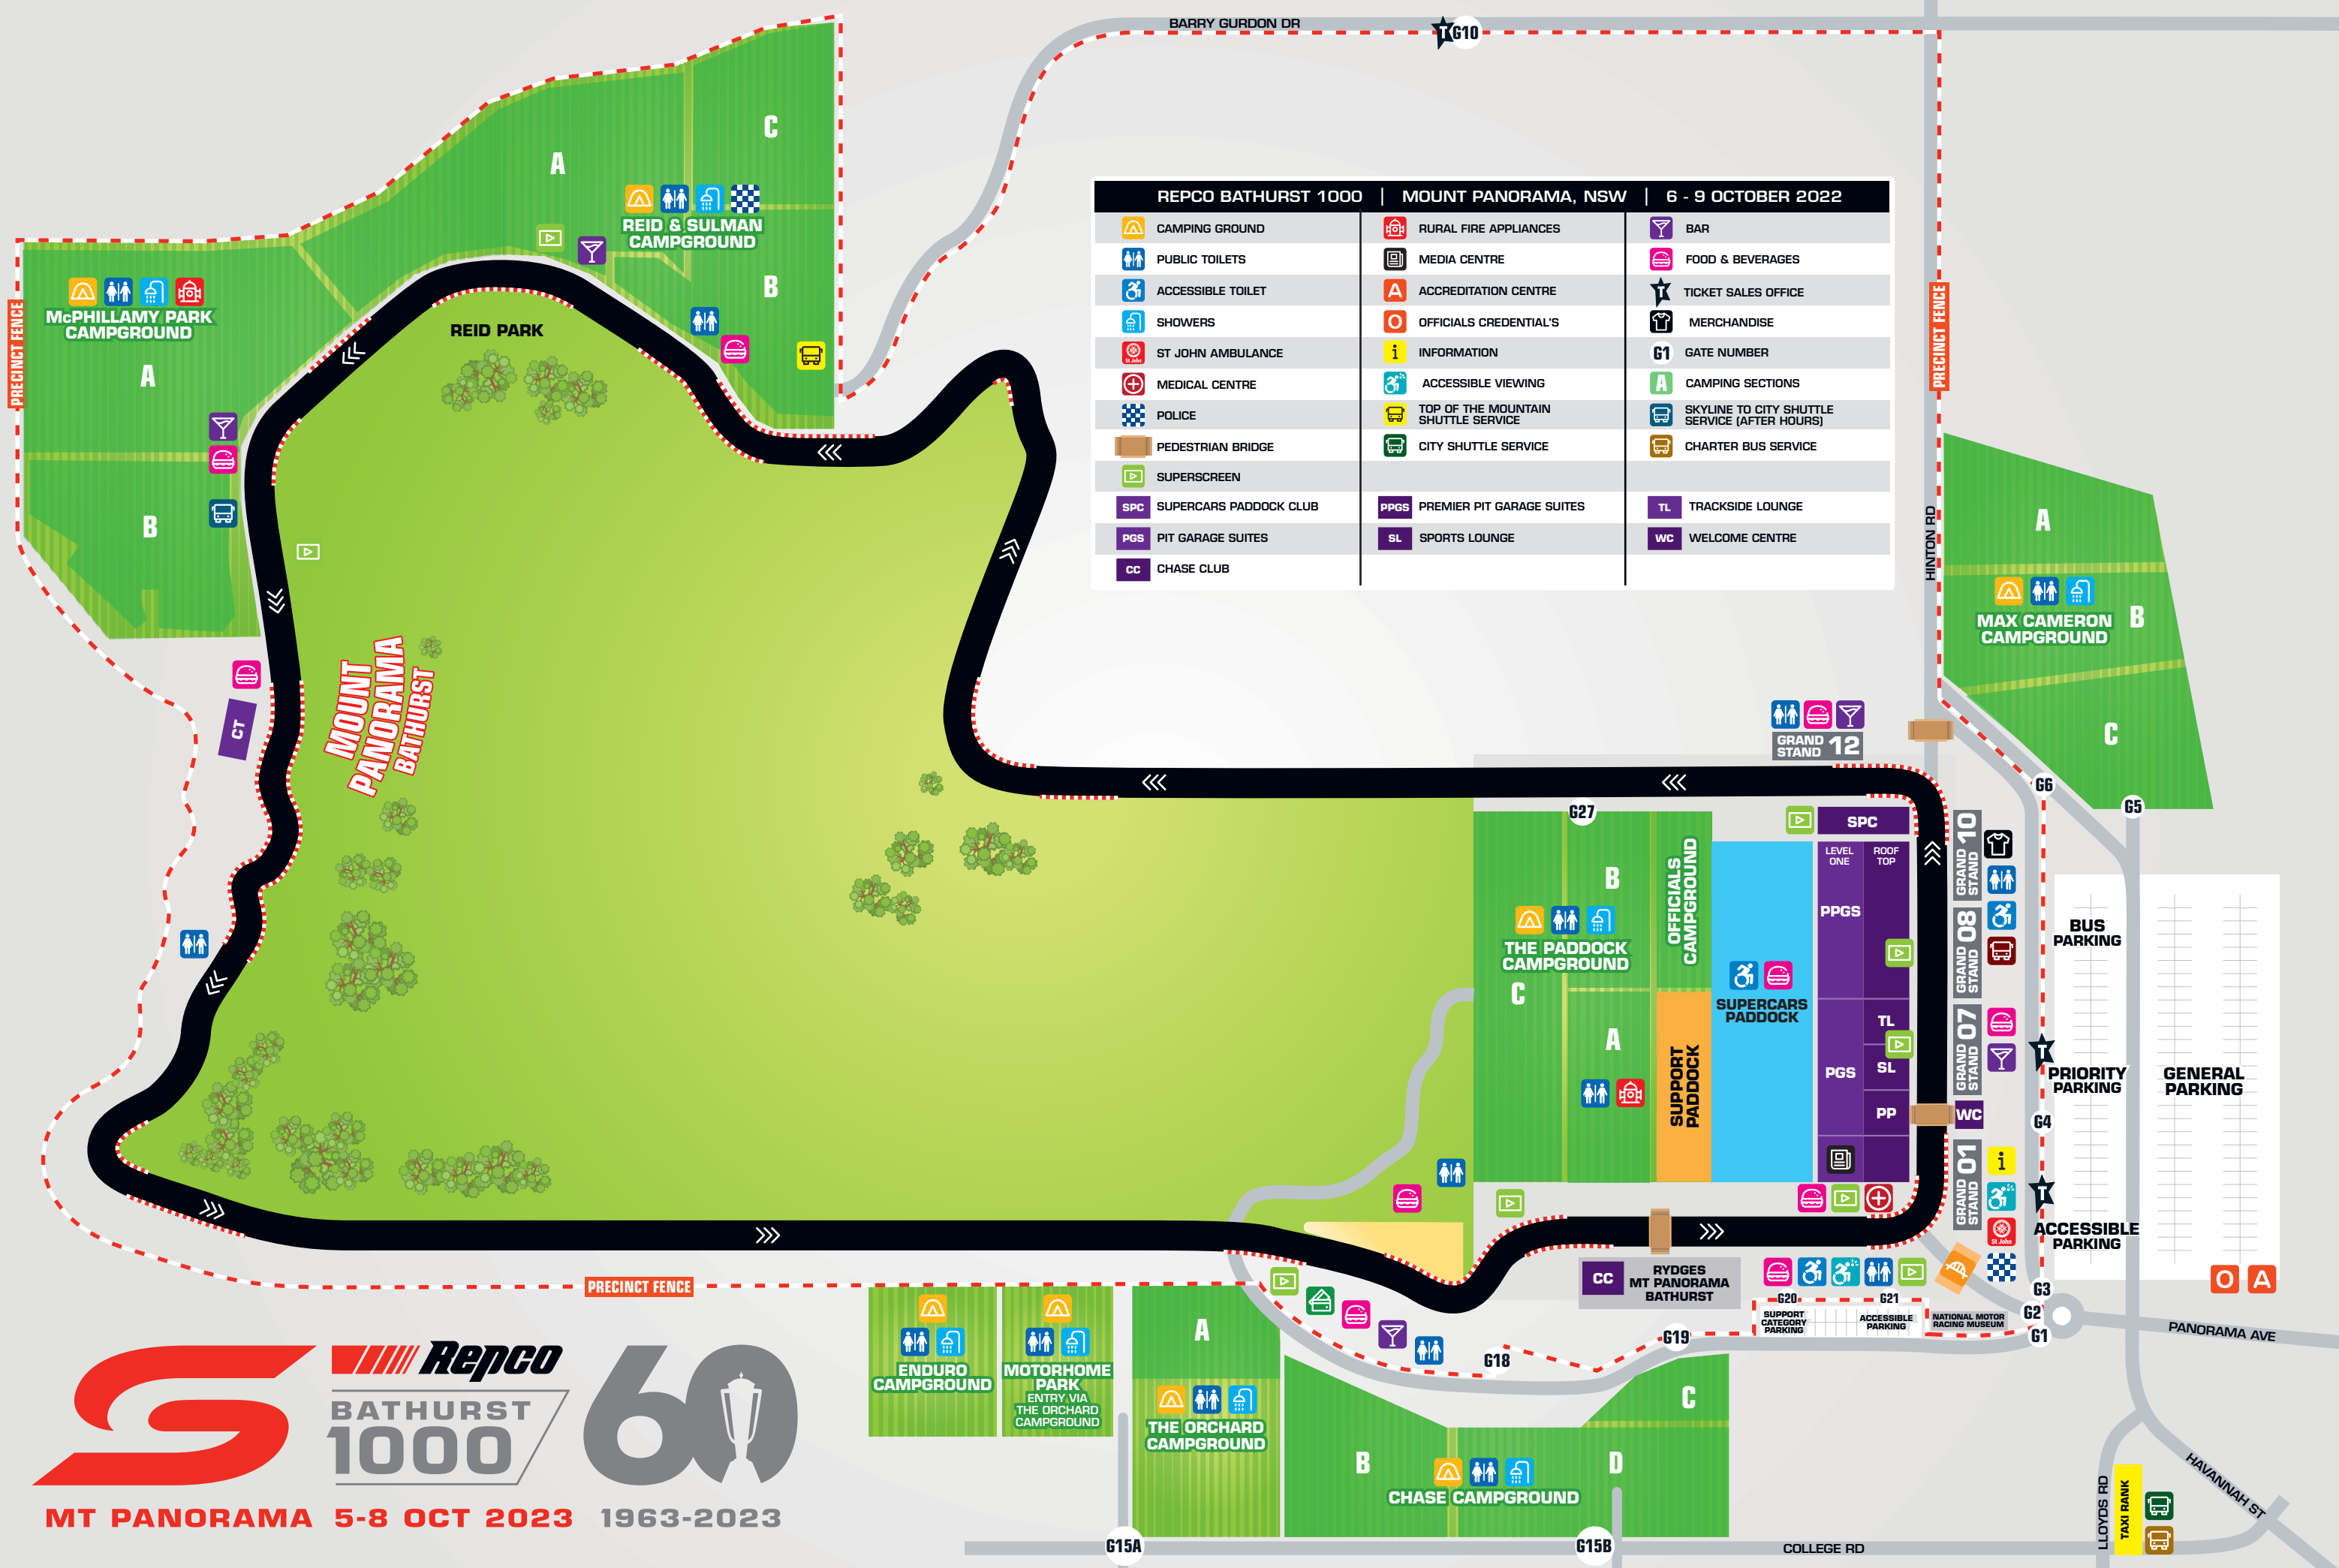 BARRY GURDON DR
T
G10
C
A
REID & SULMAN
CAMPGROUND
B
McPHILLAMY PARK
CAMPGROUND
A
B
PRECINCT FENCE
REID PARK
REPCO BATHURST 1000 | MOUNT PANORAMA, NSW | 6 - 9 OCTOBER 2022
CAMPING GROUND
PUBLIC TOILETS
ACCESSIBLE TOILET
SHOWERS
St John
ST JOHN AMBULANCE
MEDICAL CENTRE
POLICE
PEDESTRIAN BRIDGE
SUPERSCREEN
SPC SUPERCARS PADDOCK CLUB
PGS PIT GARAGE SUITES
CC CHASE CLUB
RURAL FIRE APPLIANCES
MEDIA CENTRE
A ACCREDITATION CENTRE
O OFFICIALS CREDENTIAL'S
i INFORMATION
ACCESSIBLE VIEWING
TOP OF THE MOUNTAIN
SHUTTLE SERVICE
CITY SHUTTLE SERVICE
PPGS PREMIER PIT GARAGE SUITES
SL SPORTS LOUNGE
BAR
FOOD & BEVERAGES
T TICKET SALES OFFICE
MERCHANDISE
G1 GATE NUMBER
A CAMPING SECTIONS
SKYLINE TO CITY SHUTTLE
SERVICE (AFTER HOURS)
CHARTER BUS SERVICE
TL TRACKSIDE LOUNGE
WC WELCOME CENTRE
PRECINCT FENCE
HINTON RD
A
B
MAX CAMERON
CAMPGROUND
C
G6
G5
MOUNT
PANORAMA
BATHURST
CT
GRAND
STAND 12
G27
B
THE PADDOCK
CAMPGROUND
C
A
OFFICIALS
CAMPGROUND
SUPPORT
PADDOCK
SUPERCARS
PADDOCK
SPC
LEVEL
ONE
ROOF
TOP
PPGS
TL
SL
PGS
PP
GRAND
STAND 10
GRAND
STAND 08
GRAND
STAND 07
WC
GRAND
STAND 01
i
St John
T
T
G4
BUS
PARKING
PRIORITY
PARKING
GENERAL
PARKING
ACCESSIBLE
PARKING
O
A
G3
G2
G1
PANORAMA AVE
CC
RYDGES
MT PANORAMA
BATHURST
G20
G21
SUPPORT
CATEGORY
PARKING
ACCESSIBLE
PARKING
NATIONAL MOTOR
RACING MUSEUM
G19
G18
PRECINCT FENCE
ENDURO
CAMPGROUND
MOTORHOME
PARK
ENTRY VIA
THE ORCHARD
CAMPGROUND
A
THE ORCHARD
CAMPGROUND
B
C
D
CHASE CAMPGROUND
G15A
G15B
COLLEGE RD
LLOYDS RD
TAXI RANK
HAVANNAH ST
Repco
BATHURST
1000
60
MT PANORAMA 5-8 OCT 2023 1963-2023